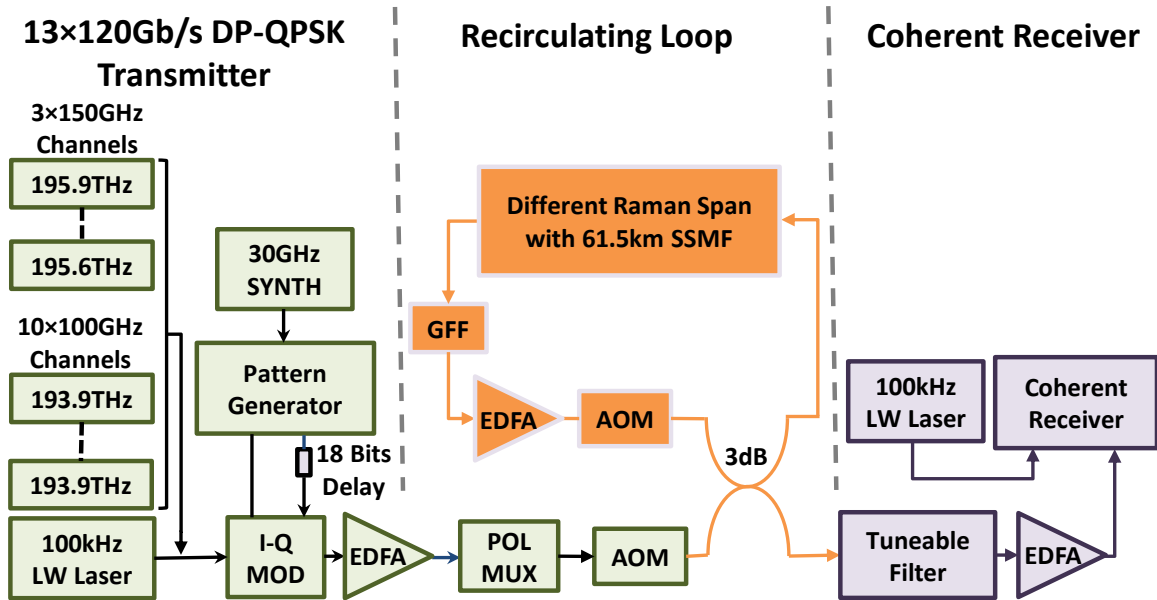 13×120Gb/s DP-QPSK
Transmitter
3×150GHz
Channels
195.9THz
195.6THz
10×100GHz
Channels
193.9THz
193.9THz
100kHz
LW Laser
30GHz
SYNTH
Pattern
Generator
18 Bits
Delay
I-Q
MOD
EDFA
POL
MUX
AOM
Recirculating Loop
Different Raman Span
with 61.5km SSMF
GFF
EDFA
AOM
3dB
Coherent Receiver
100kHz
LW Laser
Coherent
Receiver
Tuneable
Filter
EDFA